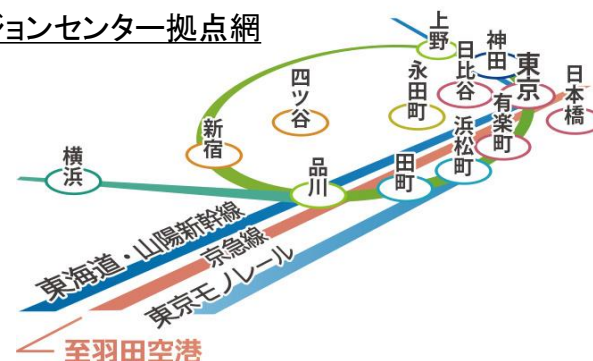 ジョンセンター拠点網
上野
神田
日比谷
東京
日本橋
四ツ谷
永田町
有楽町
新宿
浜松町
横浜
品川
田町
東海道・山陽新幹線
京急線
東京モノレール
至羽田空港